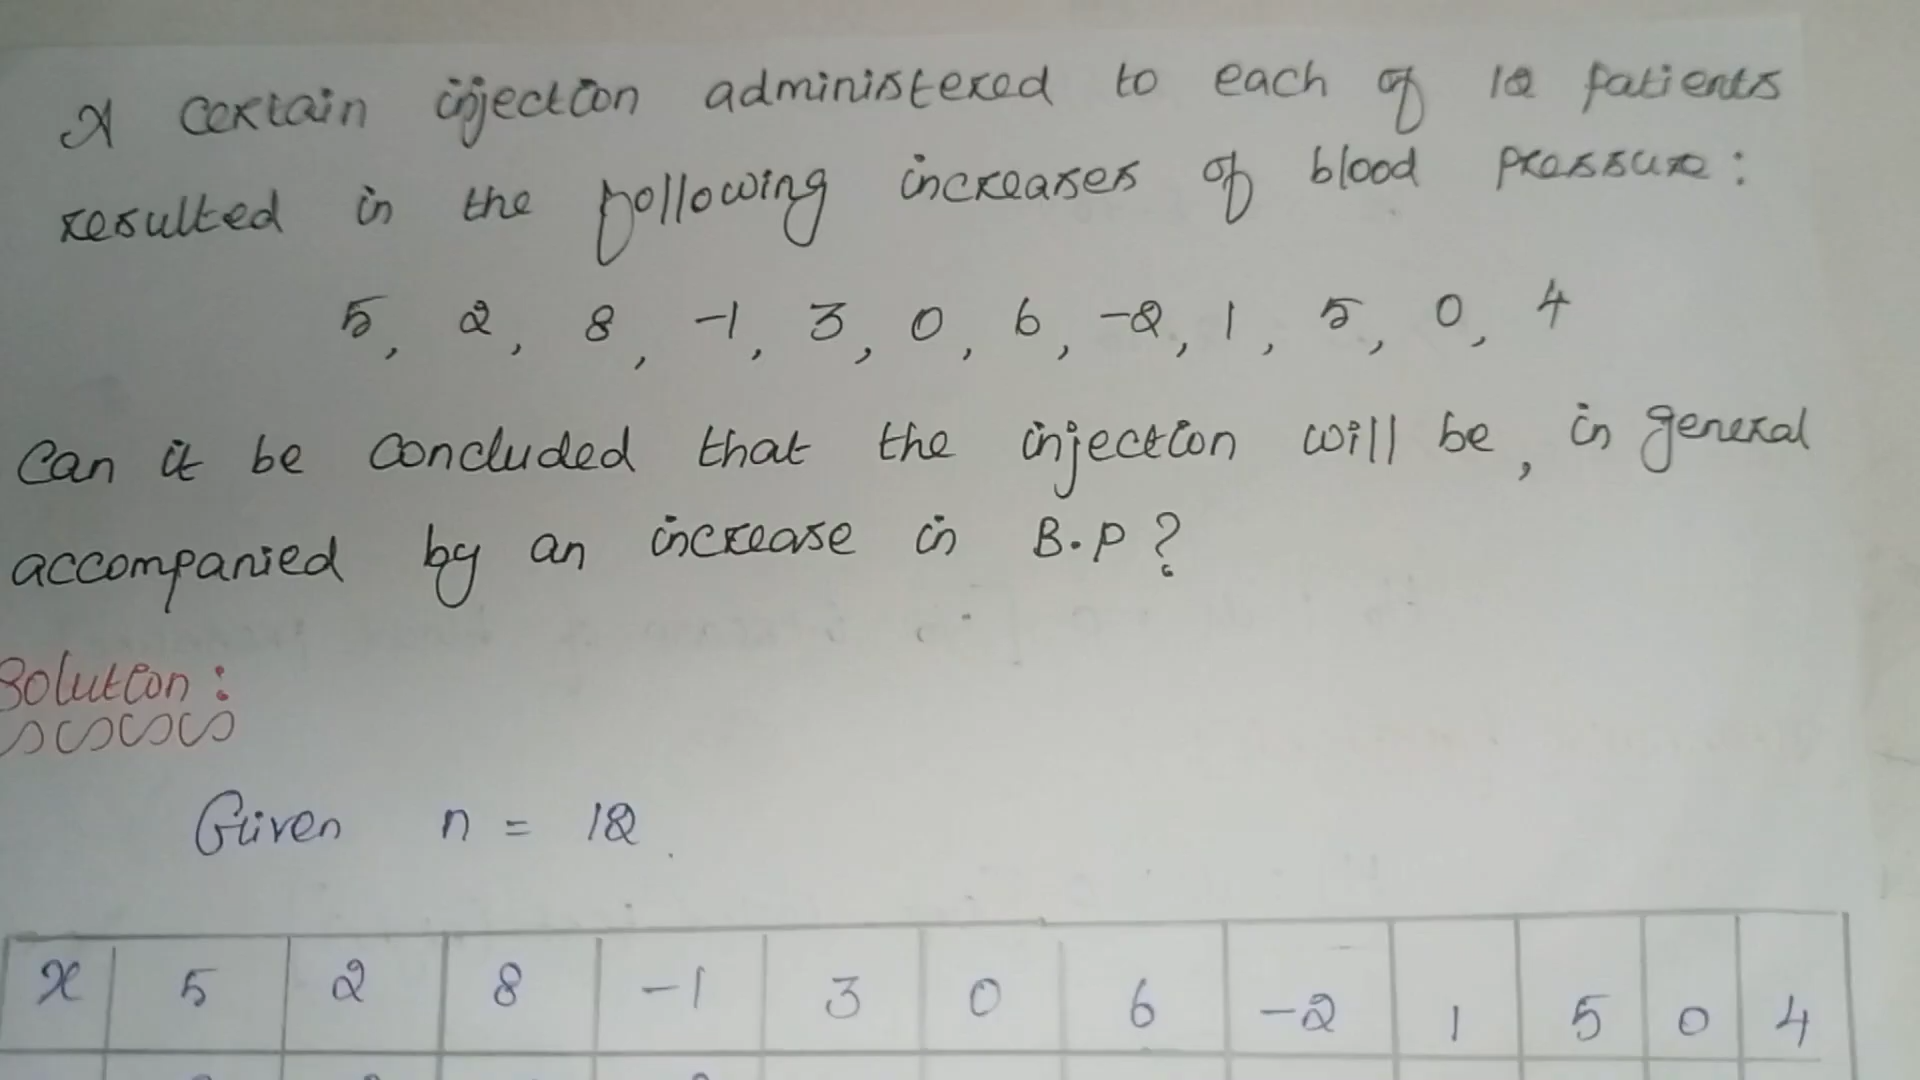 A certain injection administered to each of 12 patients
resulted in the following increases of blood pressure:
5, 2, 8, -1, 3, 0, 6, -2, 1, 5, 0, 4
Can it be concluded that the injection will be, in general
accompanied by an increase in B.P?
Solution:
Given n = 12.
x 5 2 8 -1 3 0 6 -2 1 5 0 4